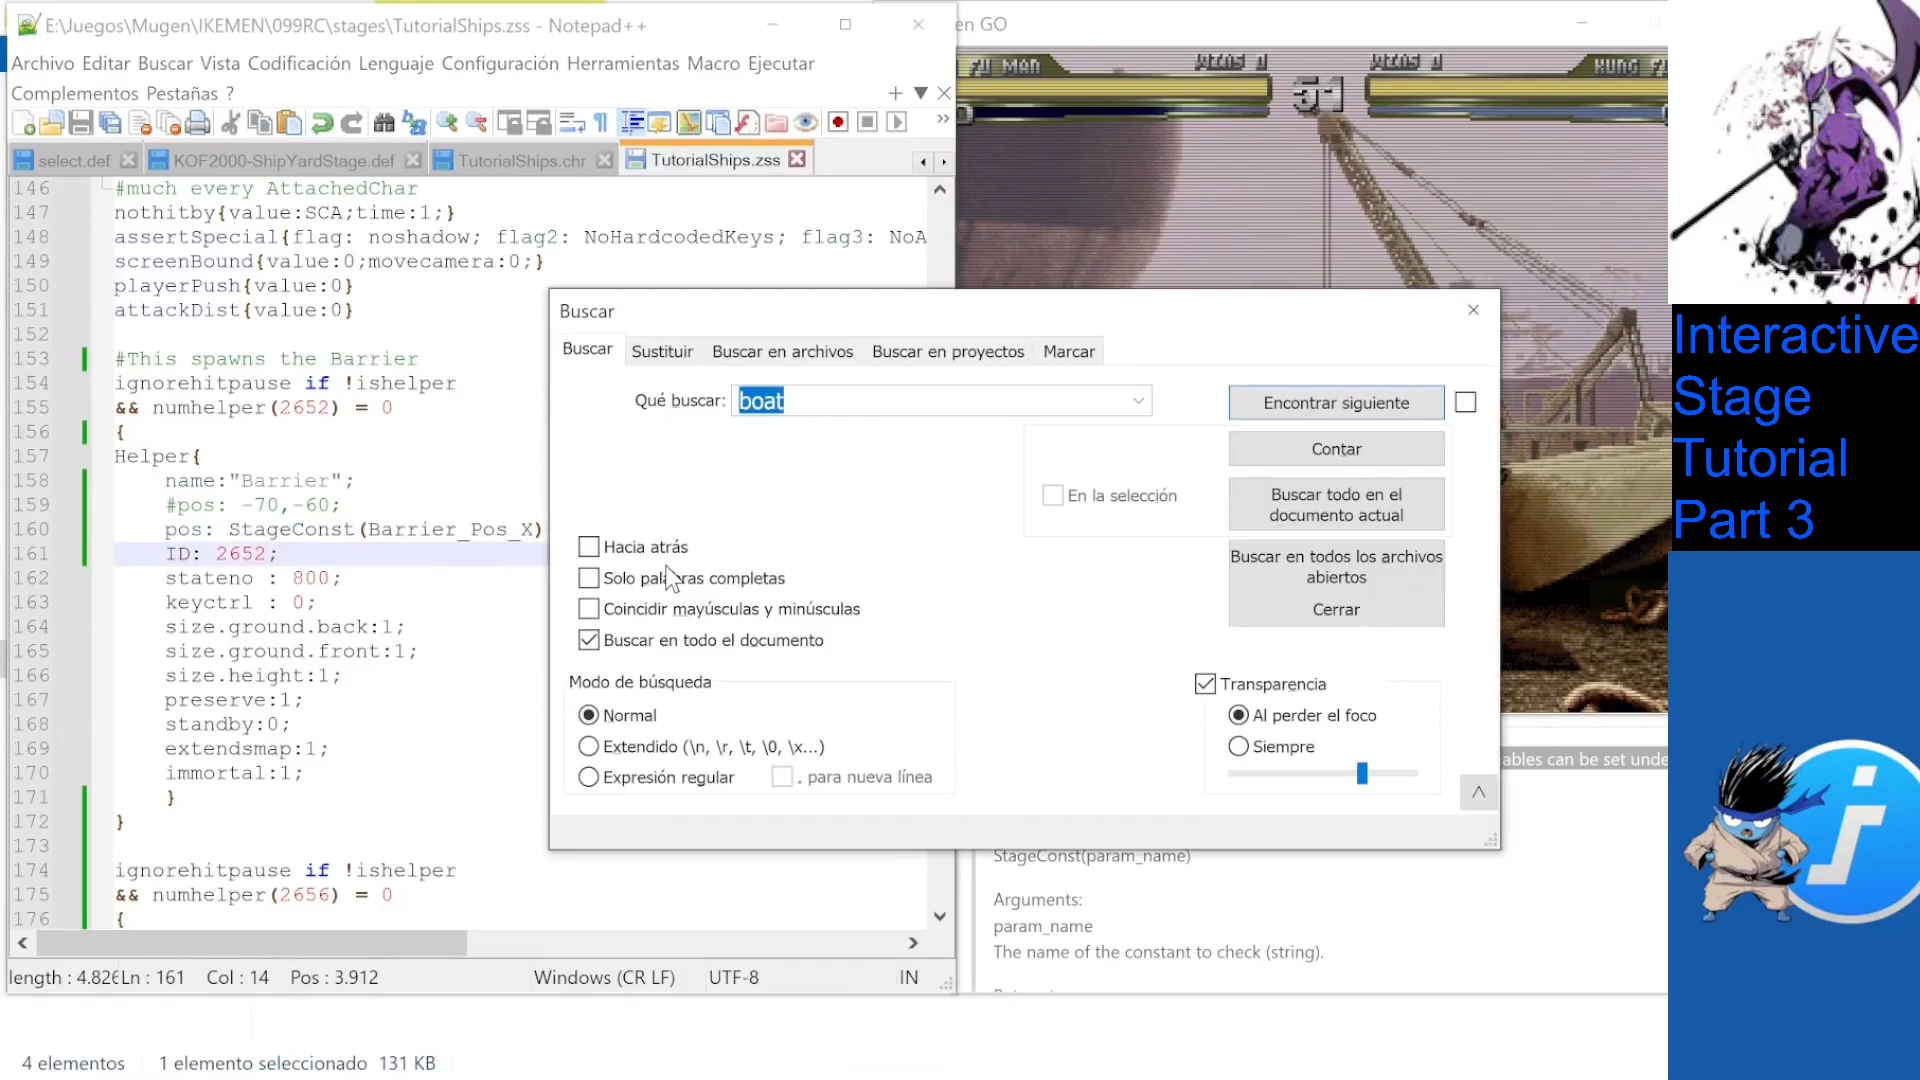 E:\Juegos\Mugen\IKEMEN\099RC\stages\TutorialShips.zss - Notepad++
Archivo Editar Buscar Vista Codificación Lenguaje Configuración Herramientas Macro Ejecutar
Complementos Pestañas ?
select.def KOF2000-ShipYardStage.def TutorialShips.chr TutorialShips.zss
146 #much every AttachedChar
147 nothitby{value:SCA;time:1;}
148 assertSpecial{flag: noshadow; flag2: NoHardcodedKeys; flag3: NoA
149 screenBound{value:0;movecamera:0;}
150 playerPush{value:0}
151 attackDist{value:0}
152
153 #This spawns the Barrier
154 ignorehitpause if !ishelper
155 && numhelper(2652) = 0
156 {
157 Helper{
158 name:"Barrier";
159 #pos: -70,-60;
160 pos: StageConst(Barrier_Pos_X)
161 ID: 2652;
162 stateno : 800;
163 keyctrl : 0;
164 size.ground.back:1;
165 size.ground.front:1;
166 size.height:1;
167 preserve:1;
168 standby:0;
169 extendsmap:1;
170 immortal:1;
171 }
172 }
173
174 ignorehitpause if !ishelper
175 && numhelper(2656) = 0
176 {
length : 4.826 Ln : 161 Col : 14 Pos : 3.912 Windows (CR LF) UTF-8 IN
4 elementos 1 elemento seleccionado 131 KB
Buscar
Buscar Sustituir Buscar en archivos Buscar en proyectos Marcar
Qué buscar: boat
Encontrar siguiente
Contar
En la selección
Buscar todo en el
documento actual
Buscar en todos los archivos
abiertos
Cerrar
Hacia atrás
Solo palabras completas
Coincidir mayúsculas y minúsculas
Buscar en todo el documento
Modo de búsqueda
Normal
Extendido (\n, \r, \t, \0, \x...)
Expresión regular . para nueva línea
Transparencia
Al perder el foco
Siempre
en GO
FU MAN
WINS 0
51
WINS 0
KUNG F
ables can be set unde
StageConst(param_name)
Arguments:
param_name
The name of the constant to check (string).
Interactive
Stage
Tutorial
Part 3